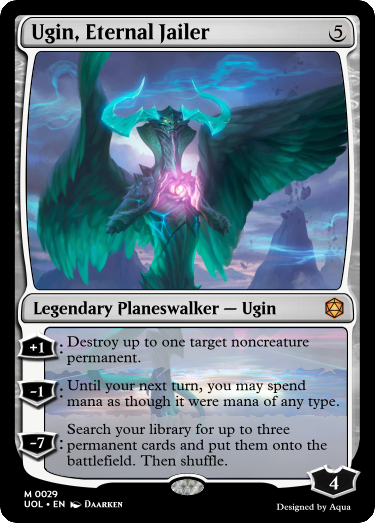 Ugin, Eternal Jailer 5
Legendary Planeswalker — Ugin
+1: Destroy up to one target noncreature
permanent.
-1: Until your next turn, you may spend
mana as though it were mana of any type.
-7: Search your library for up to three
permanent cards and put them onto the
battlefield. Then shuffle.
4
M 0029
UOL • EN DAARKEN
Designed by Aqua